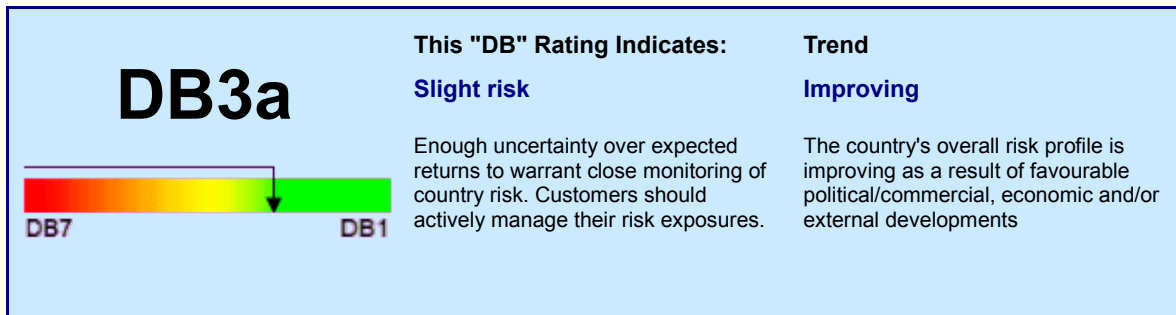 DB3a
DB7
DB1
This "DB" Rating Indicates:
Slight risk
Enough uncertainty over expected
returns to warrant close monitoring of
country risk. Customers should
actively manage their risk exposures.
Trend
Improving
The country's overall risk profile is
improving as a result of favourable
political/commercial, economic and/or
external developments